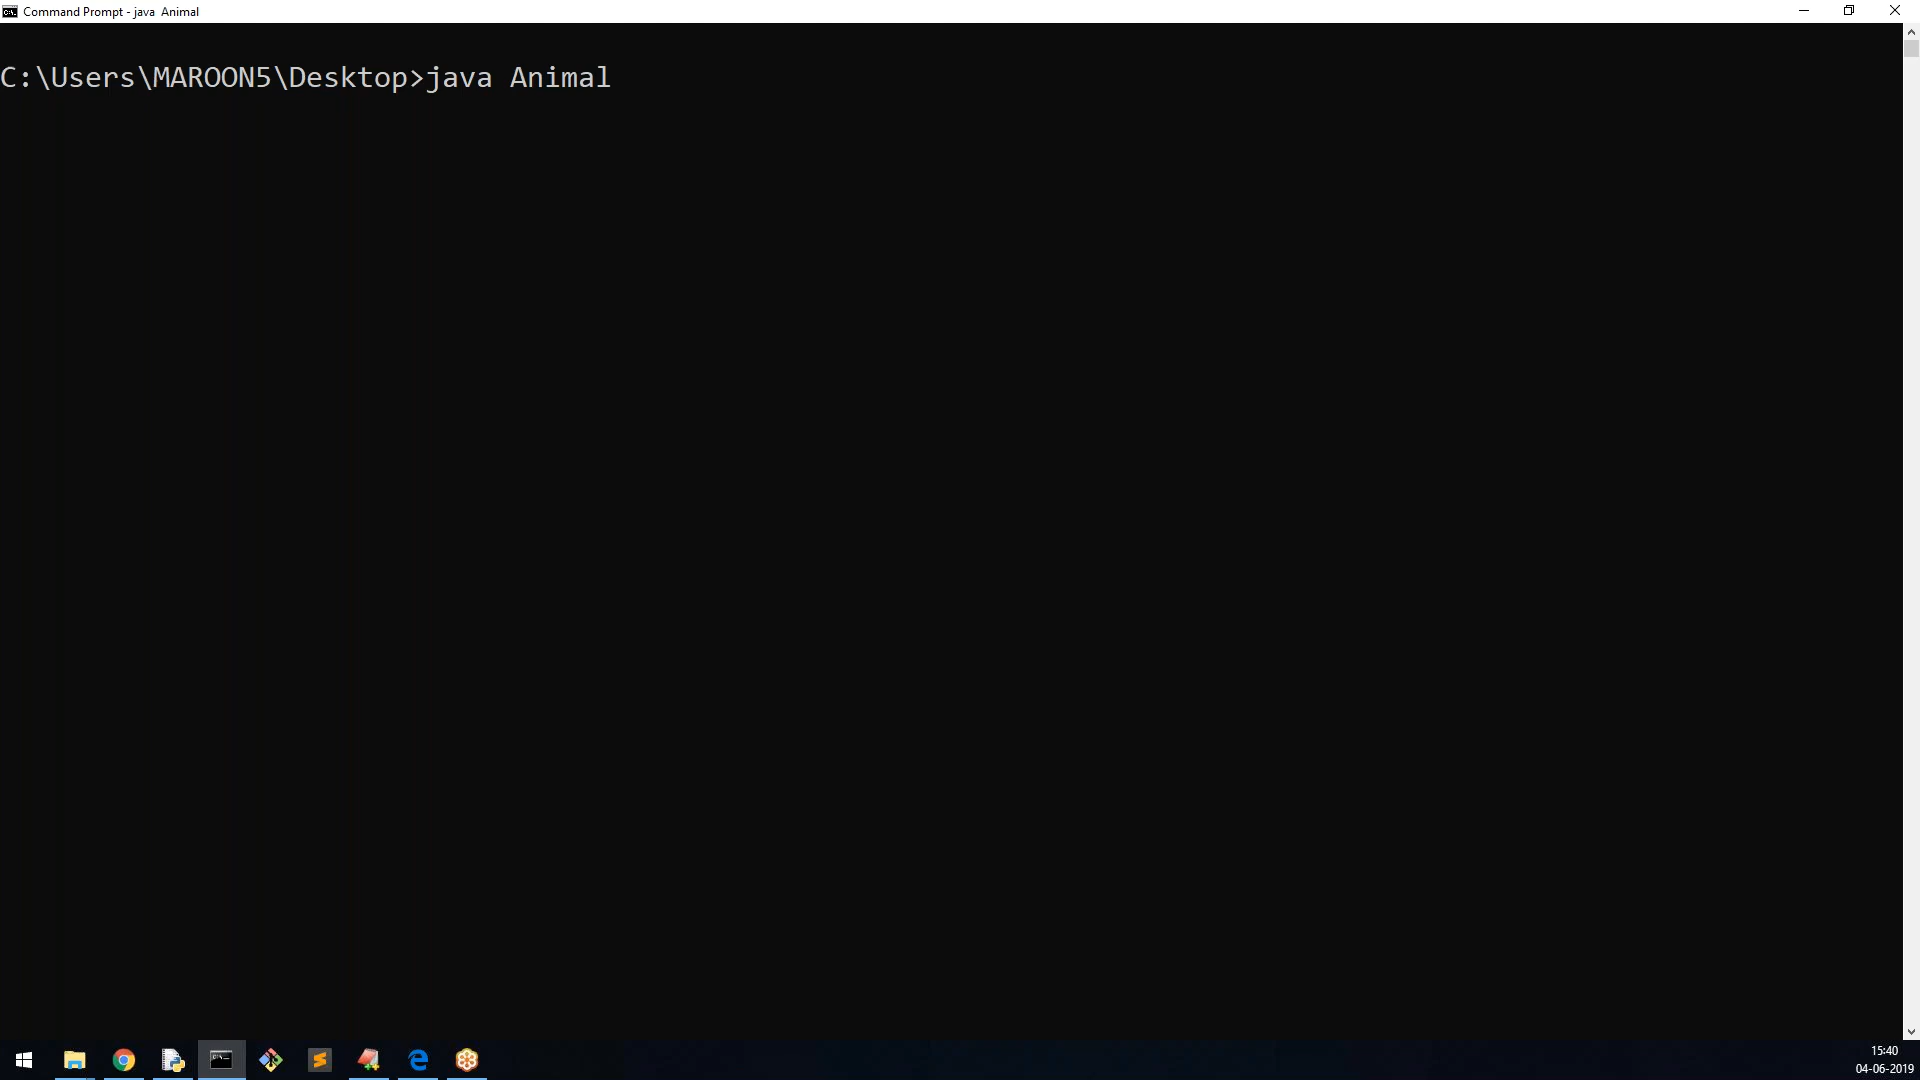 Command Prompt - java  Animal
C:\Users\MAROON5\Desktop>java Animal
15:40
04-06-2019